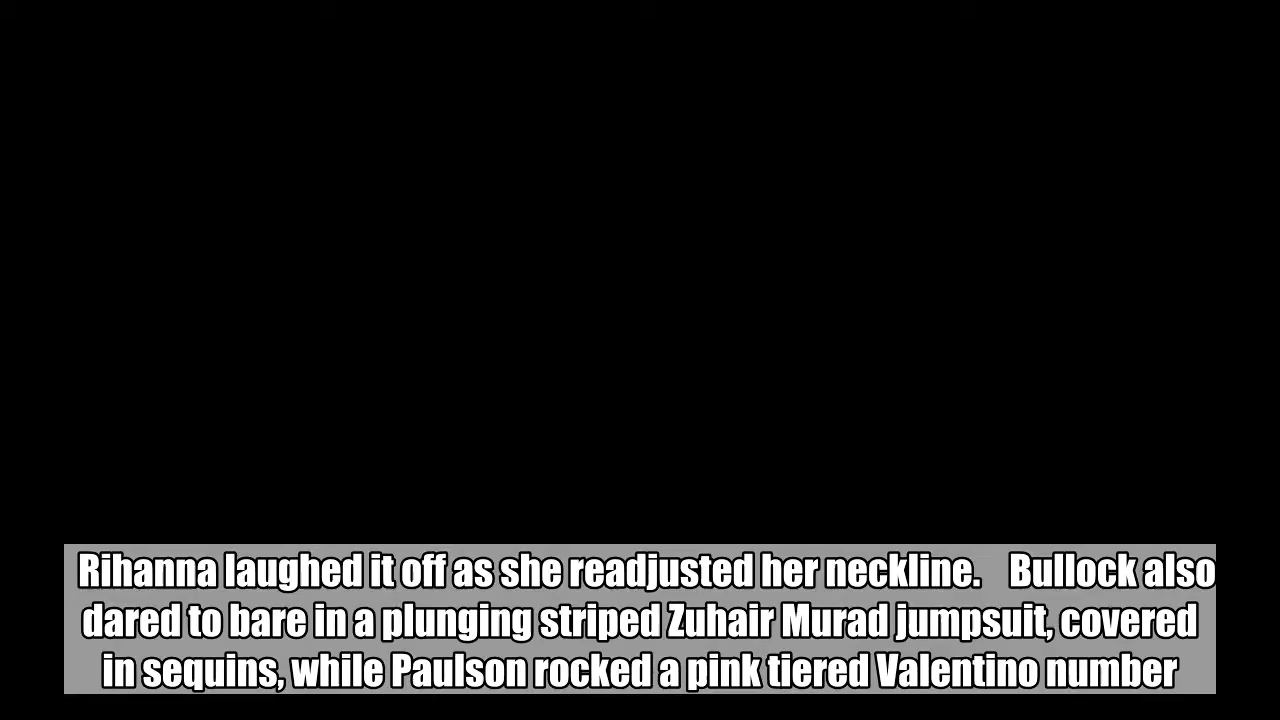 Rihanna laughed it off as she readjusted her neckline.    Bullock also
dared to bare in a plunging striped Zuhair Murad jumpsuit, covered
in sequins, while Paulson rocked a pink tiered Valentino number